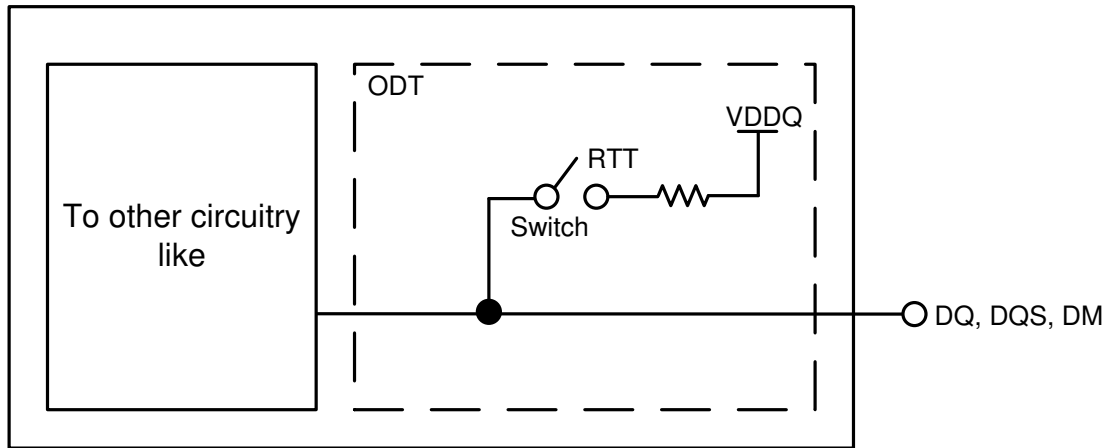 ODT
VDDQ
RTT
Switch
To other circuitry
like
DQ, DQS, DM